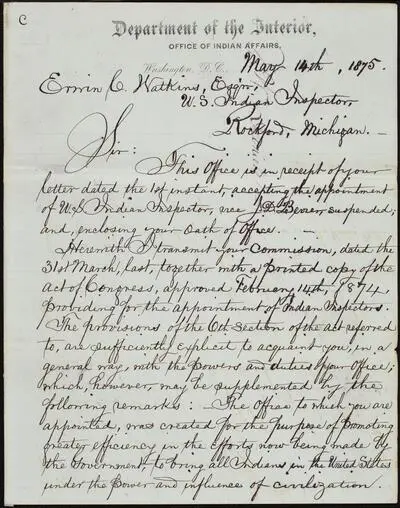 C
Department of the Interior,
OFFICE OF INDIAN AFFAIRS,
Washington, D.C., May 14th, 1875.
Erwin C. Watkins, Esqr.,
U.S. Indian Inspector,
Rockford, Michigan. —
Sir:
This Office is in receipt of your
letter dated the 1st instant, accepting the appointment
of U.S. Indian Inspector, vice J.D. Bevier, suspended;
and, enclosing your Oath of Office. —
Herewith I transmit your Commission, dated the
31st March, last, together with a printed copy of the
act of Congress, approved February 14th, 1874,
providing for the appointment of Indian Inspectors.
The provisions of the 6th Section of the act referred
to, are sufficiently explicit to acquaint you, in a
general way, with the powers and duties of your Office;
which, however, may be supplemented by the
following remarks: — The Office to which you are
appointed, was created for the purpose of promoting
greater efficiency in the efforts now being made by
the Government, to bring all Indians in the United States
under the power and influence of civilization.